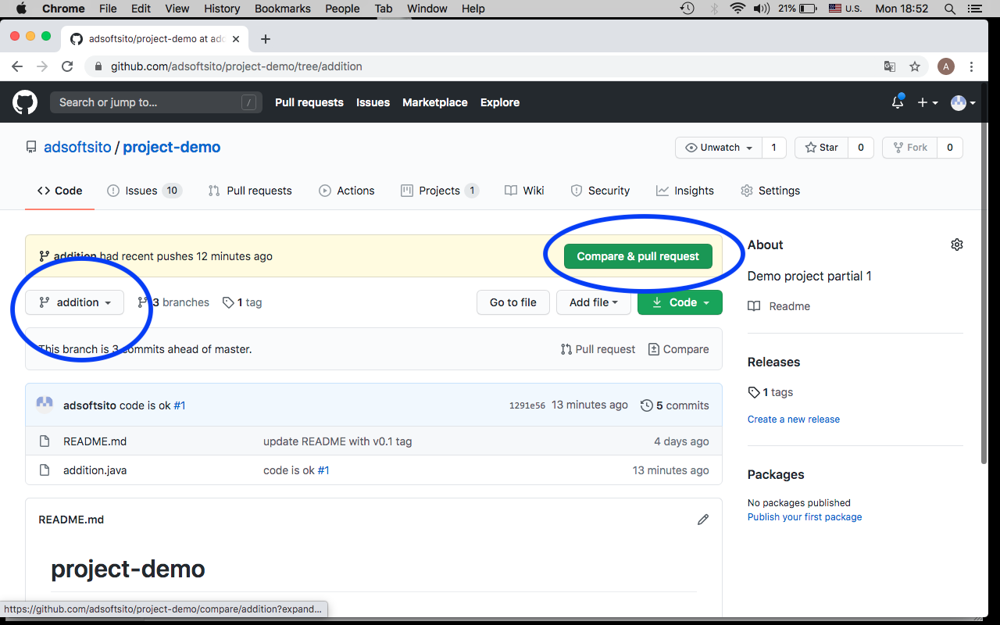 Chrome File Edit View History Bookmarks People Tab Window Help 21% U.S. Mon 18:52
adsoftsito/project-demo at add
github.com/adsoftsito/project-demo/tree/addition A
Search or jump to... / Pull requests Issues Marketplace Explore
adsoftsito / project-demo Unwatch 1 Star 0 Fork 0
Code Issues 10 Pull requests Actions Projects 1 Wiki Security Insights Settings
addition had recent pushes 12 minutes ago Compare & pull request
addition 3 branches 1 tag Go to file Add file Code
This branch is 3 commits ahead of master. Pull request Compare
adsoftsito code is ok #1 1291e56 13 minutes ago 5 commits
README.md update README with v0.1 tag 4 days ago
addition.java code is ok #1 13 minutes ago
README.md
project-demo
About
Demo project partial 1
Readme
Releases
1 tags
Create a new release
Packages
No packages published
Publish your first package
https://github.com/adsoftsito/project-demo/compare/addition?expand...